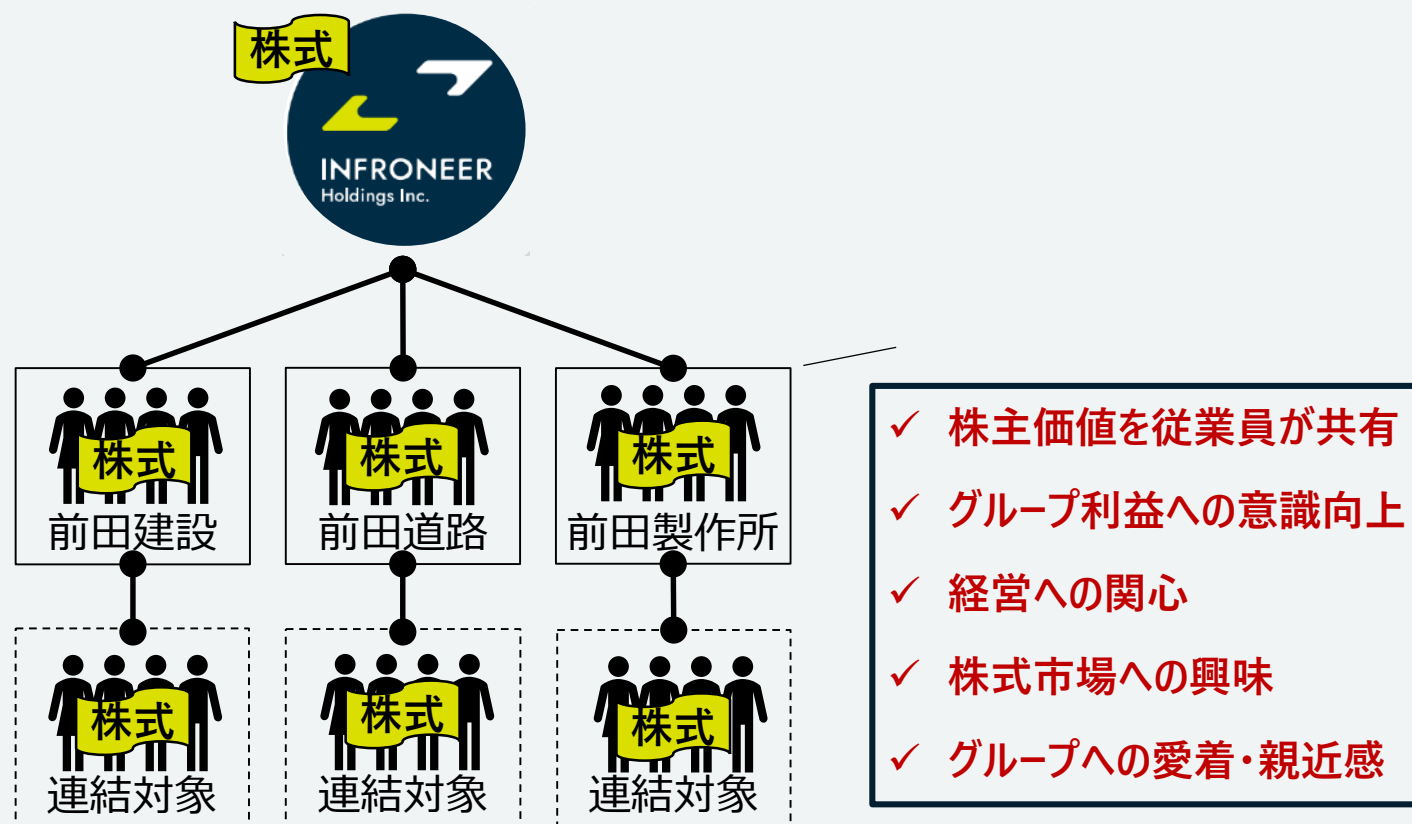 株式
INFRONEER
Holdings Inc.
株式
前田建設
株式
前田道路
株式
前田製作所
株式
連結対象
株式
連結対象
株式
連結対象
✓ 株主価値を従業員が共有
✓ グループ利益への意識向上
✓ 経営への関心
✓ 株式市場への興味
✓ グループへの愛着・親近感